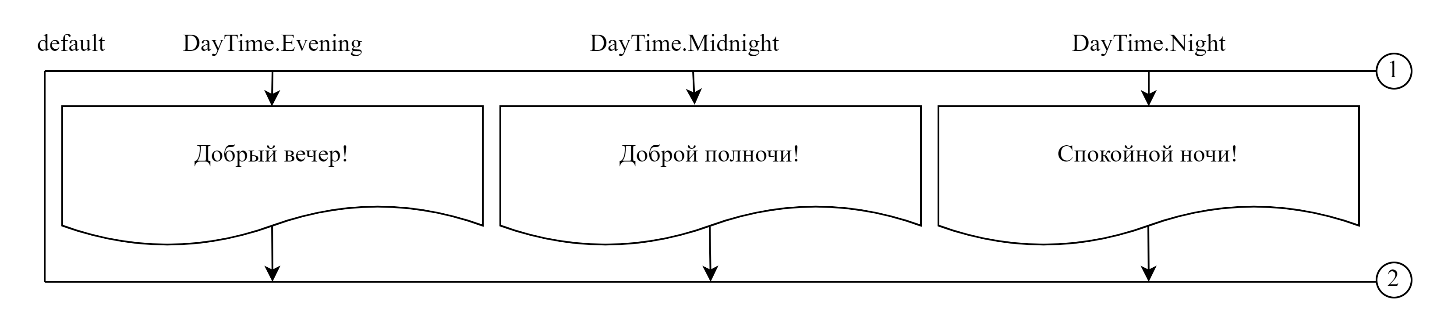 default DayTime.Evening DayTime.Midnight DayTime.Night
1
Добрый вечер! Доброй полночи! Спокойной ночи!
2